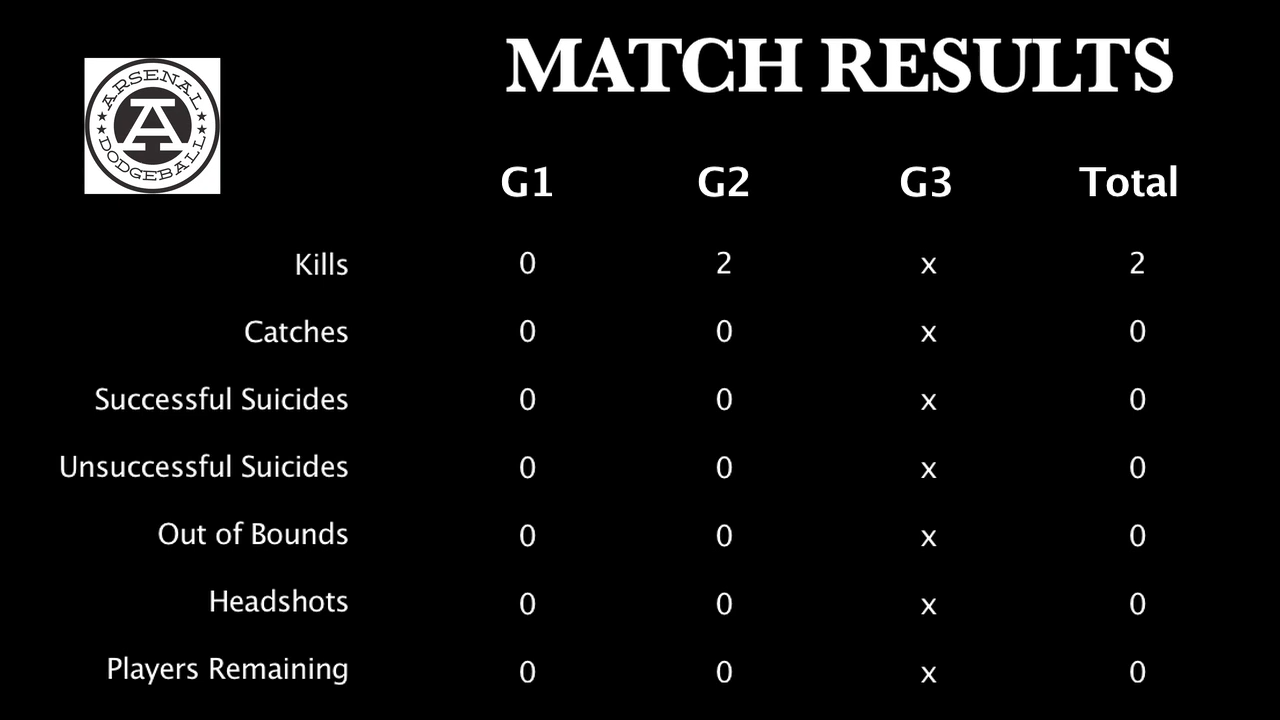 MATCH RESULTS
ARSENAL
A
DODGEBALL
G1 G2 G3 Total
Kills 0 2 x 2
Catches 0 0 x 0
Successful Suicides 0 0 x 0
Unsuccessful Suicides 0 0 x 0
Out of Bounds 0 0 x 0
Headshots 0 0 x 0
Players Remaining 0 0 x 0